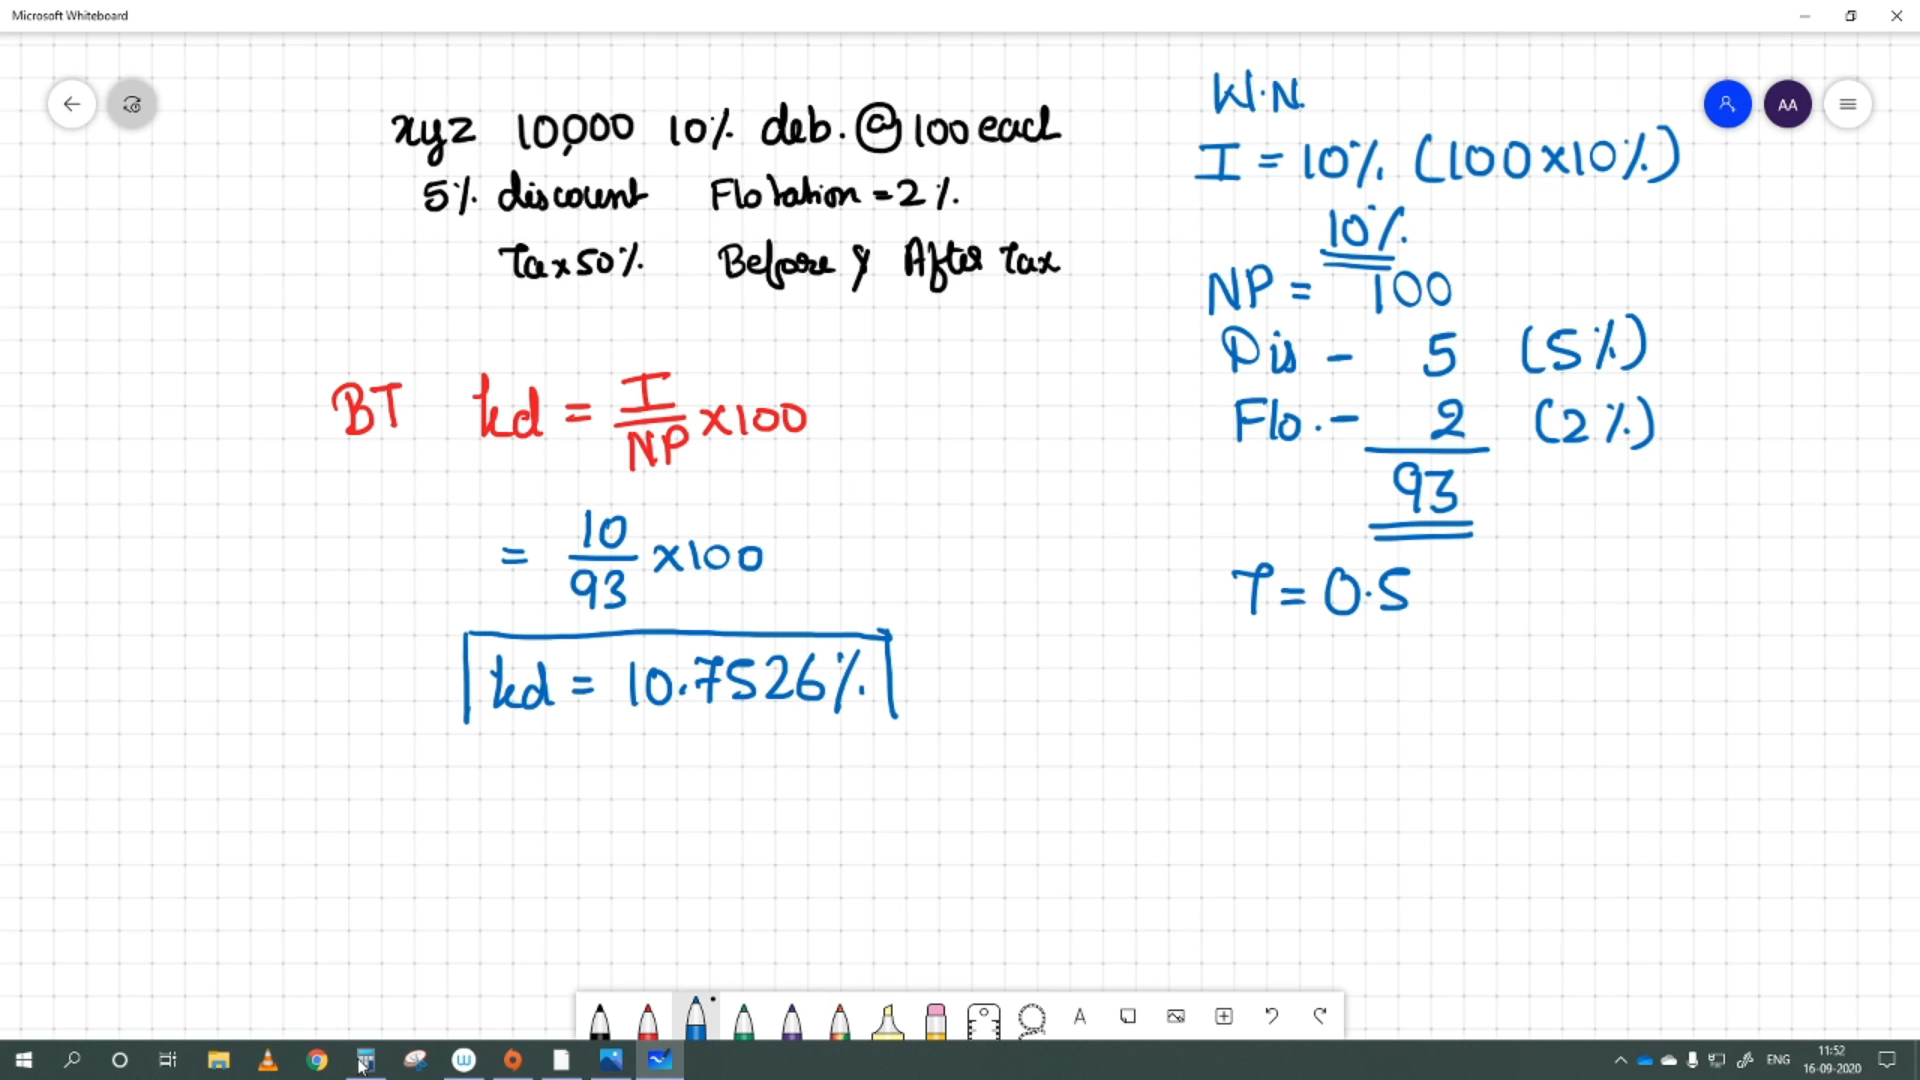 Microsoft Whiteboard
xyz 10,000 10% deb. @ 100 each
5% discount Flotation = 2%.
Tax 50% Before & After Tax
BT kd = I/NP x100
= 10/93 x100
kd = 10.7526%
W.N.
I = 10% (100x10%)
10%
NP = 100
Dis - 5 (5%)
Flo. - 2 (2%)
93
T = 0.5
AA
A
ENG
11:52
16-09-2020